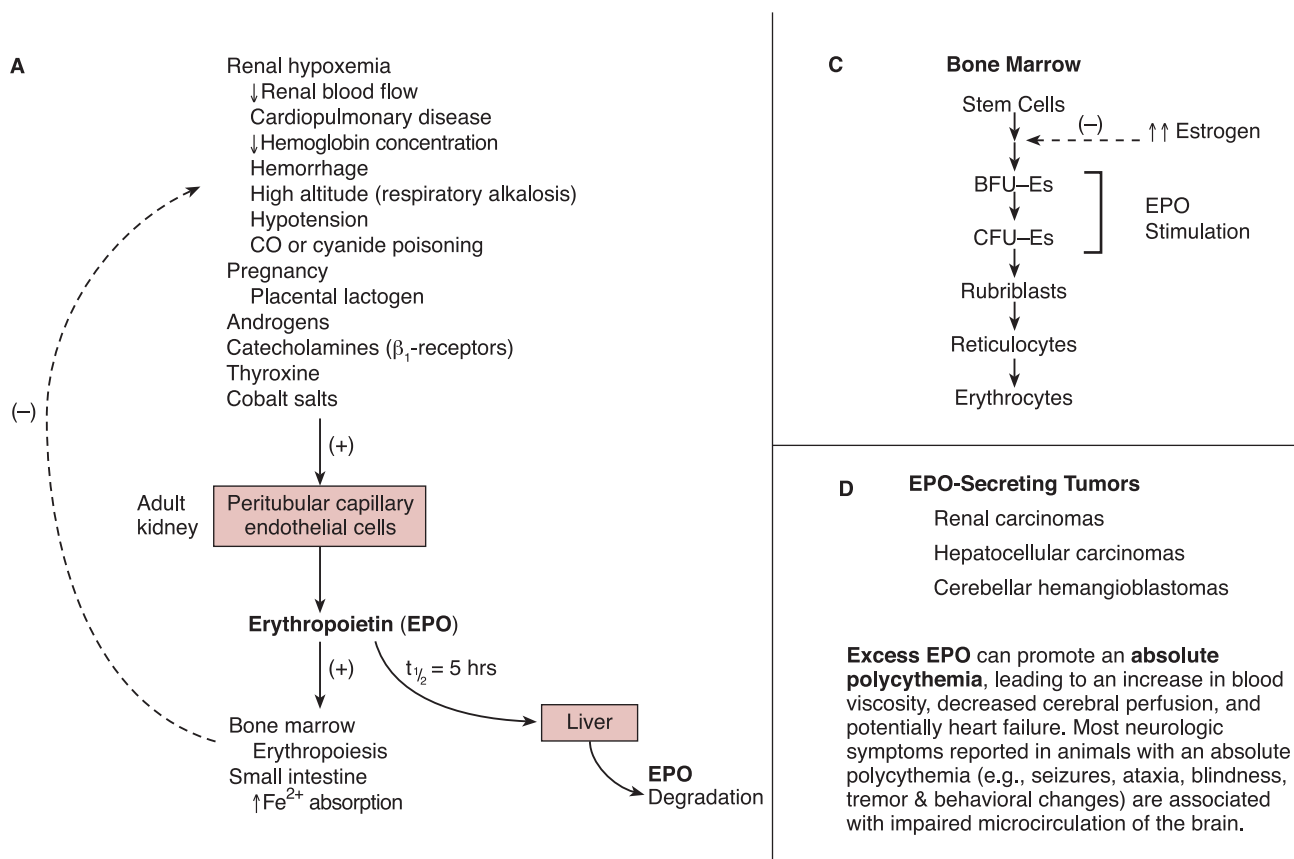 A
Renal hypoxemia
↓Renal blood flow
Cardiopulmonary disease
↓Hemoglobin concentration
Hemorrhage
High altitude (respiratory alkalosis)
Hypotension
CO or cyanide poisoning
Pregnancy
Placental lactogen
Androgens
Catecholamines (β₁-receptors)
Thyroxine
Cobalt salts
(–)
(+)
Adult
kidney
Peritubular capillary
endothelial cells
Erythropoietin (EPO)
(+)
t½ = 5 hrs
Bone marrow
Erythropoiesis
Small intestine
↑Fe²⁺ absorption
Liver
EPO
Degradation
C
Bone Marrow
Stem Cells
(–)
↑↑ Estrogen
BFU–Es
CFU–Es
EPO
Stimulation
Rubriblasts
Reticulocytes
Erythrocytes
D
EPO-Secreting Tumors
Renal carcinomas
Hepatocellular carcinomas
Cerebellar hemangioblastomas
Excess EPO can promote an absolute
polycythemia, leading to an increase in blood
viscosity, decreased cerebral perfusion, and
potentially heart failure. Most neurologic
symptoms reported in animals with an absolute
polycythemia (e.g., seizures, ataxia, blindness,
tremor & behavioral changes) are associated
with impaired microcirculation of the brain.